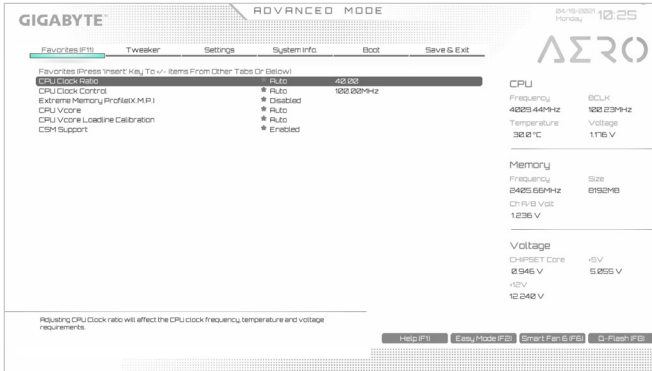 GIGABYTE
ADVANCED MODE
04/19/2021
Monday
10:25
Favorites (F11)
Tweaker
Settings
System Info.
Boot
Save & Exit
AERO
Favorites (Press 'Insert' Key To +/- Items From Other Tabs Or Below)
CPU Clock Ratio Auto 40.00
CPU Clock Control Auto 100.00MHz
Extreme Memory Profile(X.M.P.) Disabled
CPU Vcore Auto
CPU Vcore Loadline Calibration Auto
CSM Support Enabled
CPU
Frequency BCLK
4009.44MHz 100.23MHz
Temperature Voltage
30.0 °C 1.176 V
Memory
Frequency Size
2405.66MHz 8192MB
Ch A/B Volt
1.236 V
Voltage
CHIPSET Core +5V
0.946 V 5.055 V
+12V
12.240 V
Adjusting CPU Clock ratio will affect the CPU clock frequency, temperature and voltage
requirements.
Help (F1)
Easy Mode (F2)
Smart Fan 6 (F6)
Q-Flash (F8)